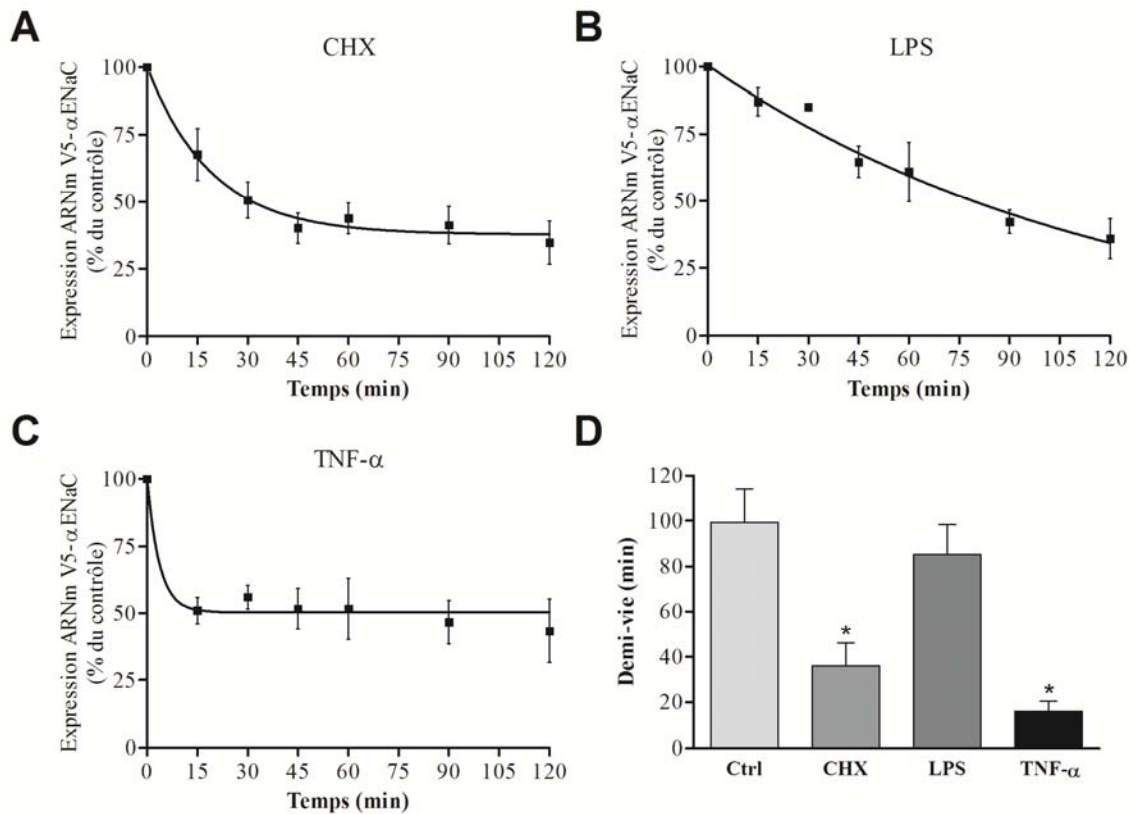 A
CHX
Expression ARNm V5-αENaC
(% du contrôle)
100
75
50
25
0
0 15 30 45 60 75 90 105 120
Temps (min)
B
LPS
Expression ARNm V5-αENaC
(% du contrôle)
100
75
50
25
0
0 15 30 45 60 75 90 105 120
Temps (min)
C
TNF-α
Expression ARNm V5-αENaC
(% du contrôle)
100
75
50
25
0
0 15 30 45 60 75 90 105 120
Temps (min)
D
Demi-vie (min)
120
100
80
60
40
20
0
*
*
Ctrl CHX LPS TNF-α